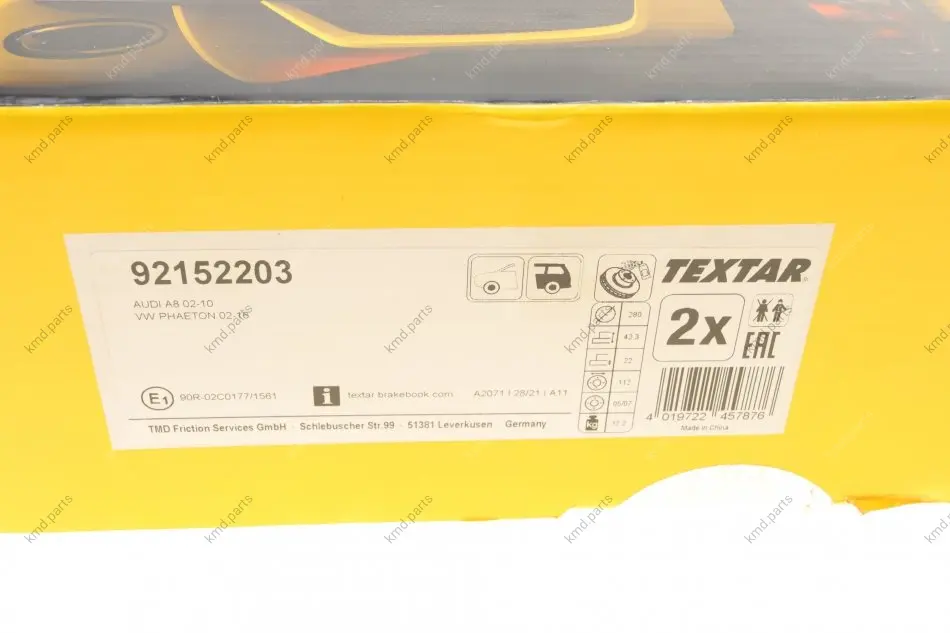 92152203
AUDI A8 02-10
VW PHAETON 02-16
TEXTAR
2x
EAC
280
42.3
22
112
05/07
E1 90R-02C0177/1561
i textar brakebook.com
A2071 | 28/21 | A11
kg
4 019722 457876
Made in China
TMD Friction Services GmbH · Schlebuscher Str.99 · 51381 Leverkusen Germany
kmd.parts